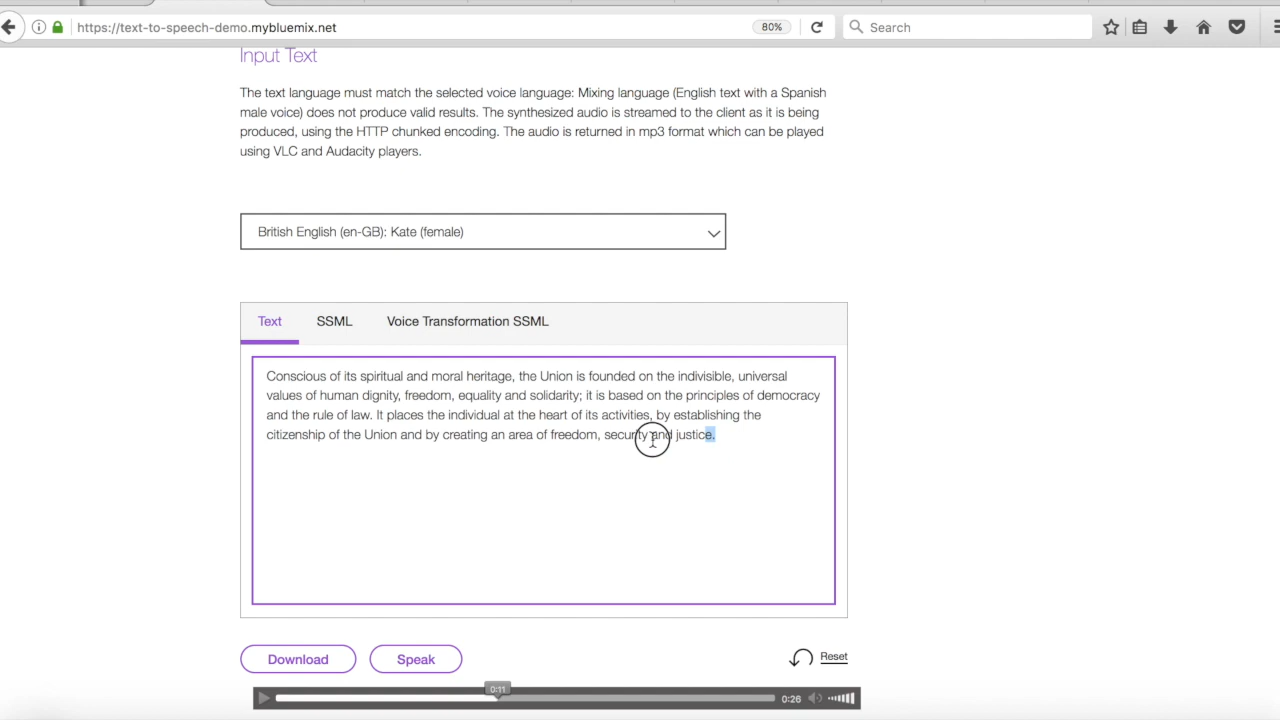 https://text-to-speech-demo.mybluemix.net
80%
Search
Input Text
The text language must match the selected voice language: Mixing language (English text with a Spanish
male voice) does not produce valid results. The synthesized audio is streamed to the client as it is being
produced, using the HTTP chunked encoding. The audio is returned in mp3 format which can be played
using VLC and Audacity players.
British English (en-GB): Kate (female)
Text SSML Voice Transformation SSML
Conscious of its spiritual and moral heritage, the Union is founded on the indivisible, universal
values of human dignity, freedom, equality and solidarity; it is based on the principles of democracy
and the rule of law. It places the individual at the heart of its activities, by establishing the
citizenship of the Union and by creating an area of freedom, security and justice.
Download Speak Reset
0:11
0:26